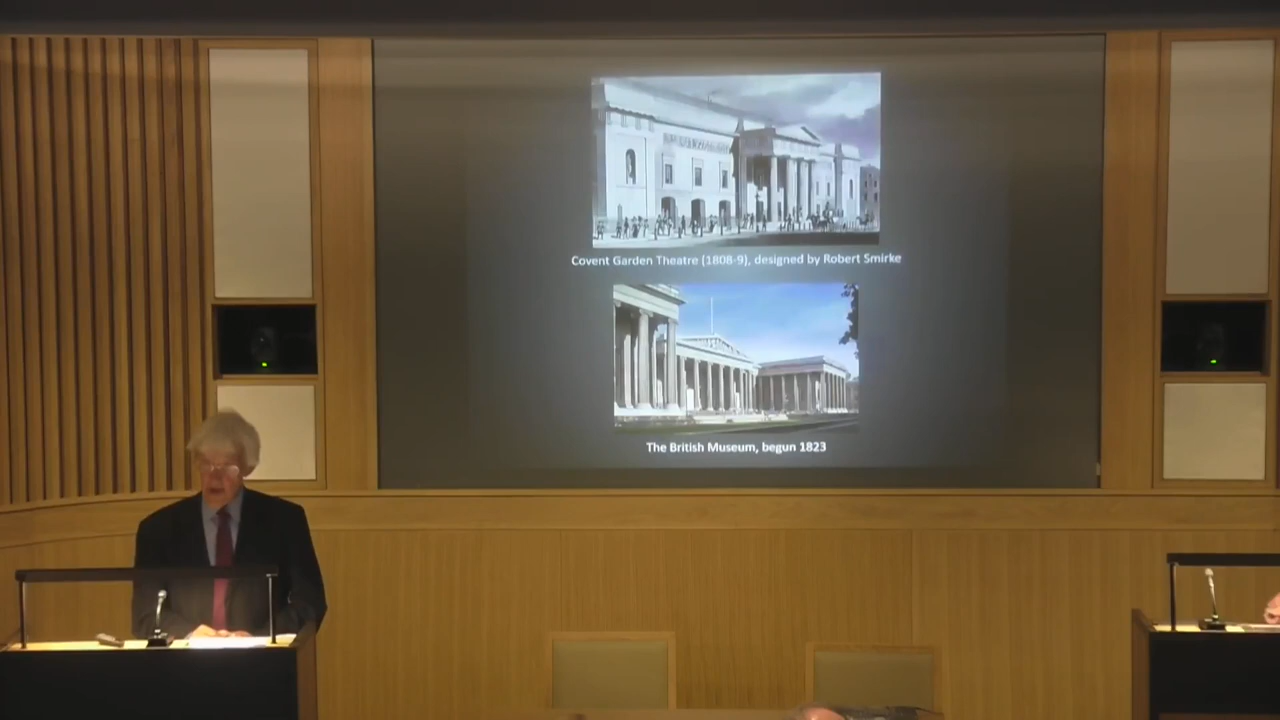 Covent Garden Theatre (1808-9), designed by Robert Smirke
The British Museum, begun 1823